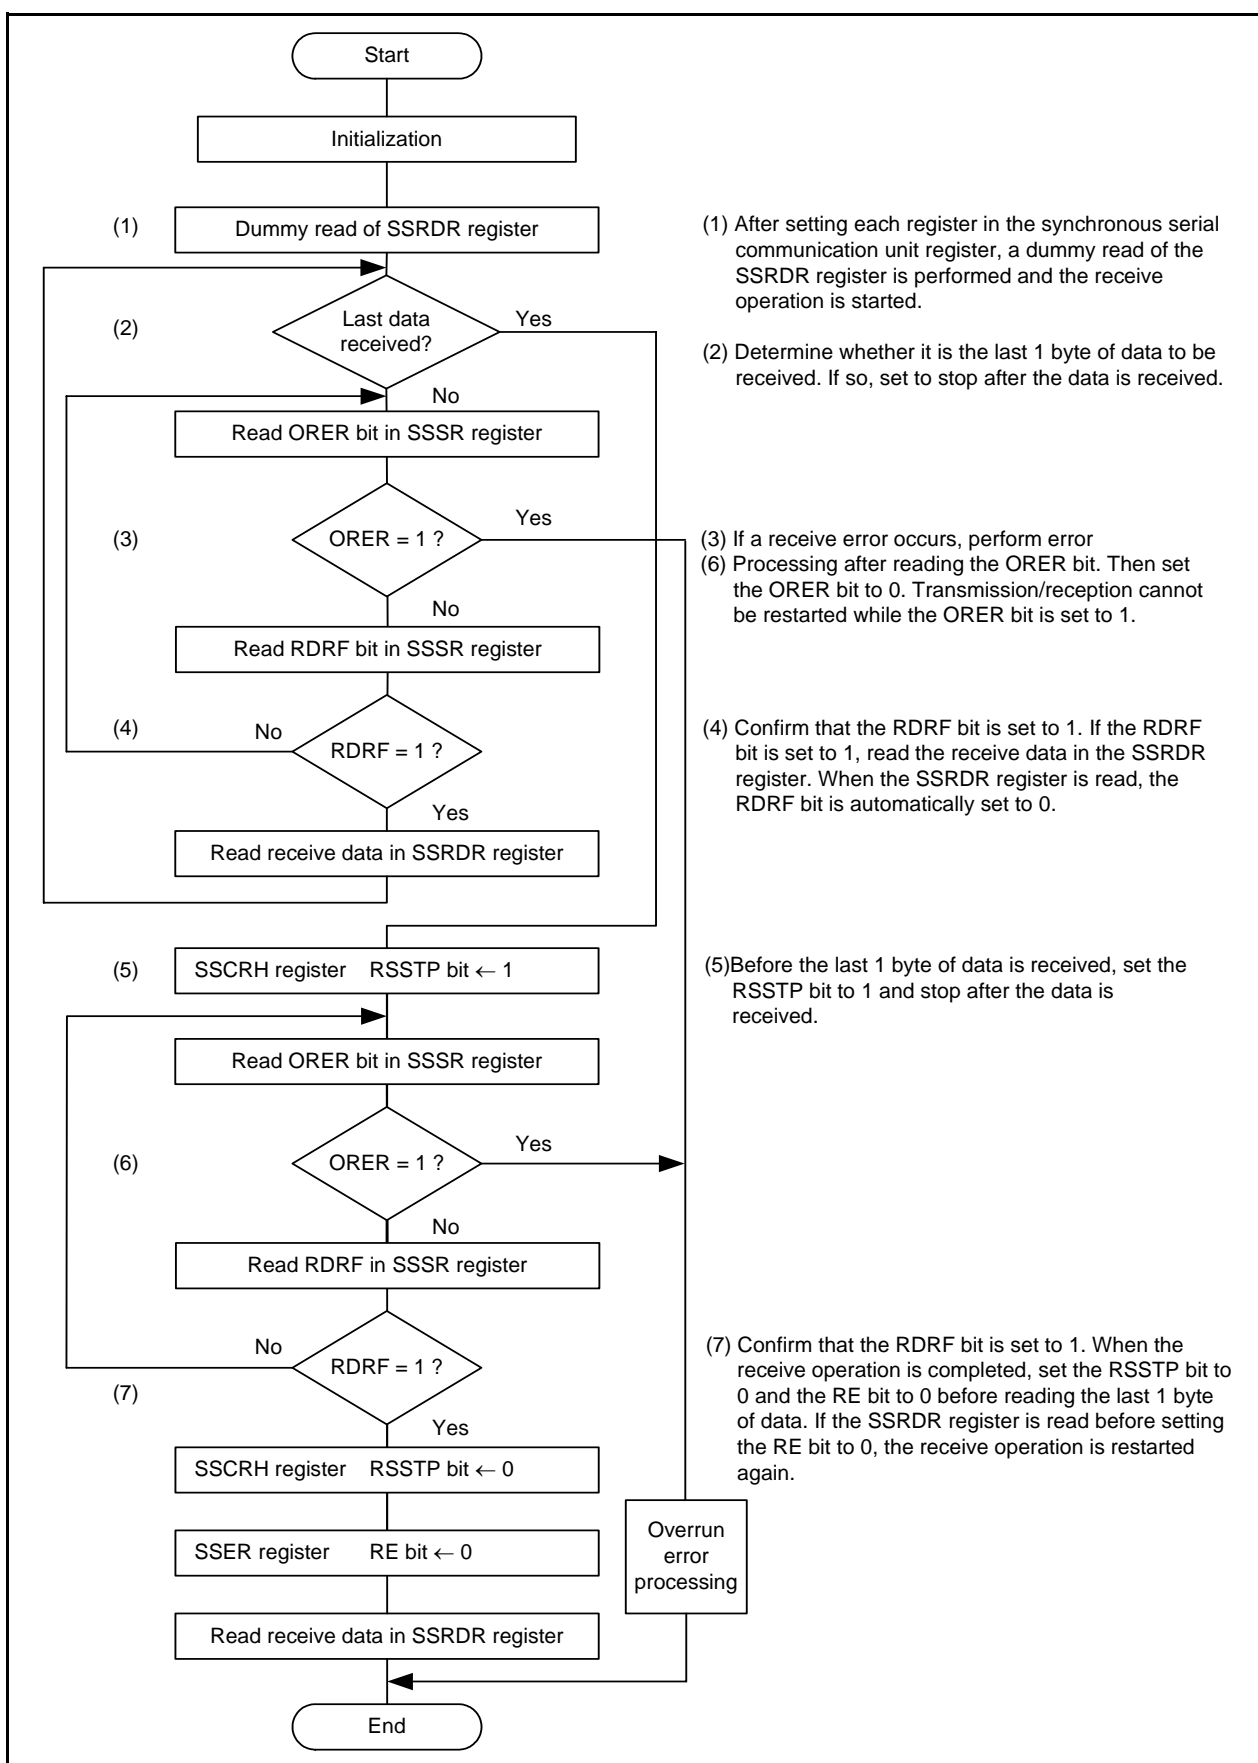 Start
Initialization
(1)
Dummy read of SSRDR register
(1) After setting each register in the synchronous serial
communication unit register, a dummy read of the
SSRDR register is performed and the receive
operation is started.
(2)
Last data
received?
Yes
No
(2) Determine whether it is the last 1 byte of data to be
received. If so, set to stop after the data is received.
Read ORER bit in SSSR register
(3)
ORER = 1 ?
Yes
No
(3) If a receive error occurs, perform error
(6) Processing after reading the ORER bit. Then set
the ORER bit to 0. Transmission/reception cannot
be restarted while the ORER bit is set to 1.
Read RDRF bit in SSSR register
(4)
No
RDRF = 1 ?
Yes
(4) Confirm that the RDRF bit is set to 1. If the RDRF
bit is set to 1, read the receive data in the SSRDR
register. When the SSRDR register is read, the
RDRF bit is automatically set to 0.
Read receive data in SSRDR register
(5)
SSCRH register RSSTP bit ← 1
(5)Before the last 1 byte of data is received, set the
RSSTP bit to 1 and stop after the data is
received.
Read ORER bit in SSSR register
(6)
ORER = 1 ?
Yes
No
Read RDRF in SSSR register
No
RDRF = 1 ?
(7)
Yes
(7) Confirm that the RDRF bit is set to 1. When the
receive operation is completed, set the RSSTP bit to
0 and the RE bit to 0 before reading the last 1 byte
of data. If the SSRDR register is read before setting
the RE bit to 0, the receive operation is restarted
again.
SSCRH register RSSTP bit ← 0
SSER register RE bit ← 0
Overrun
error
processing
Read receive data in SSRDR register
End